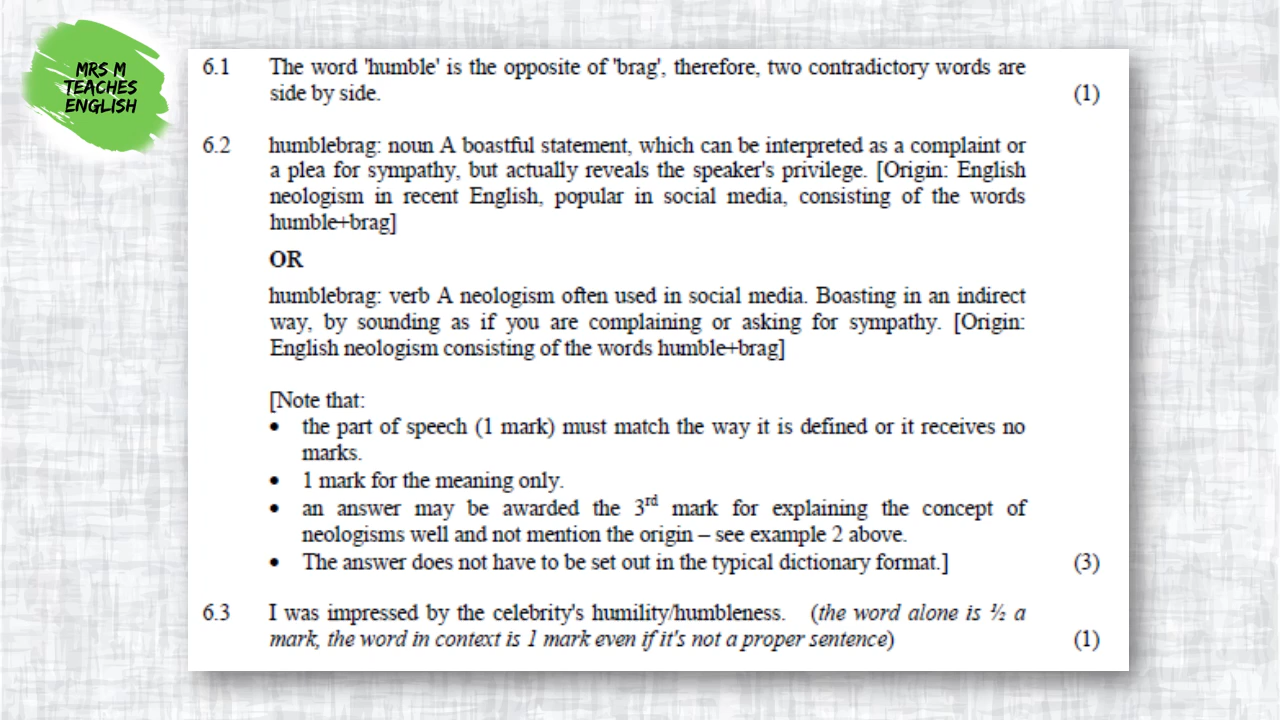 MRS M
TEACHES
ENGLISH
6.1 The word 'humble' is the opposite of 'brag', therefore, two contradictory words are
side by side. (1)
6.2 humblebrag: noun A boastful statement, which can be interpreted as a complaint or
a plea for sympathy, but actually reveals the speaker's privilege. [Origin: English
neologism in recent English, popular in social media, consisting of the words
humble+brag]
OR
humblebrag: verb A neologism often used in social media. Boasting in an indirect
way, by sounding as if you are complaining or asking for sympathy. [Origin:
English neologism consisting of the words humble+brag]
[Note that:
• the part of speech (1 mark) must match the way it is defined or it receives no
marks.
• 1 mark for the meaning only.
• an answer may be awarded the 3rd mark for explaining the concept of
neologisms well and not mention the origin – see example 2 above.
• The answer does not have to be set out in the typical dictionary format.] (3)
6.3 I was impressed by the celebrity's humility/humbleness. (the word alone is ½ a
mark, the word in context is 1 mark even if it's not a proper sentence) (1)